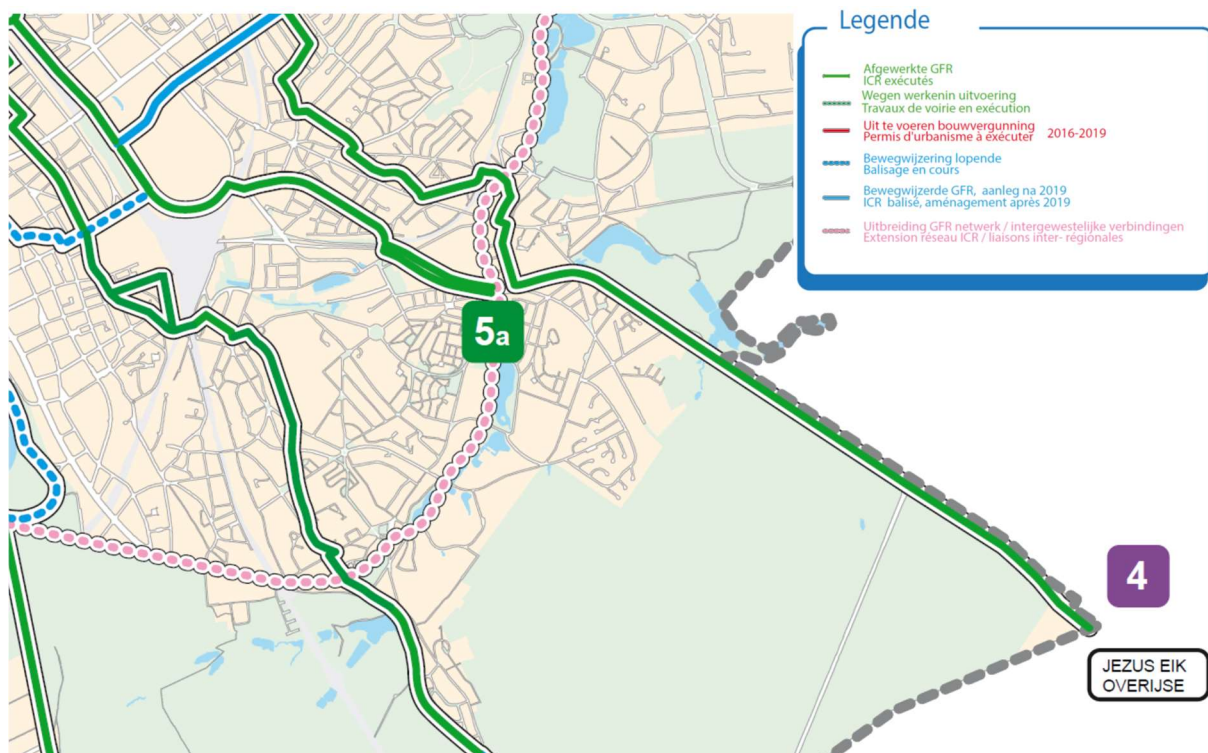 Legende
Afgewerkte GFR
ICR exécutés
Wegen werkenin uitvoering
Travaux de voirie en exécution
Uit te voeren bouwvergunning
Permis d'urbanisme à exécuter 2016-2019
Bewegwijzering lopende
Balisage en cours
Bewegwijzerde GFR, aanleg na 2019
ICR balisé, aménagement après 2019
Uitbreiding GFR netwerk / intergewestelijke verbindingen
Extension réseau ICR / liaisons inter- régionales
5a
4
JEZUS EIK
OVERIJSE